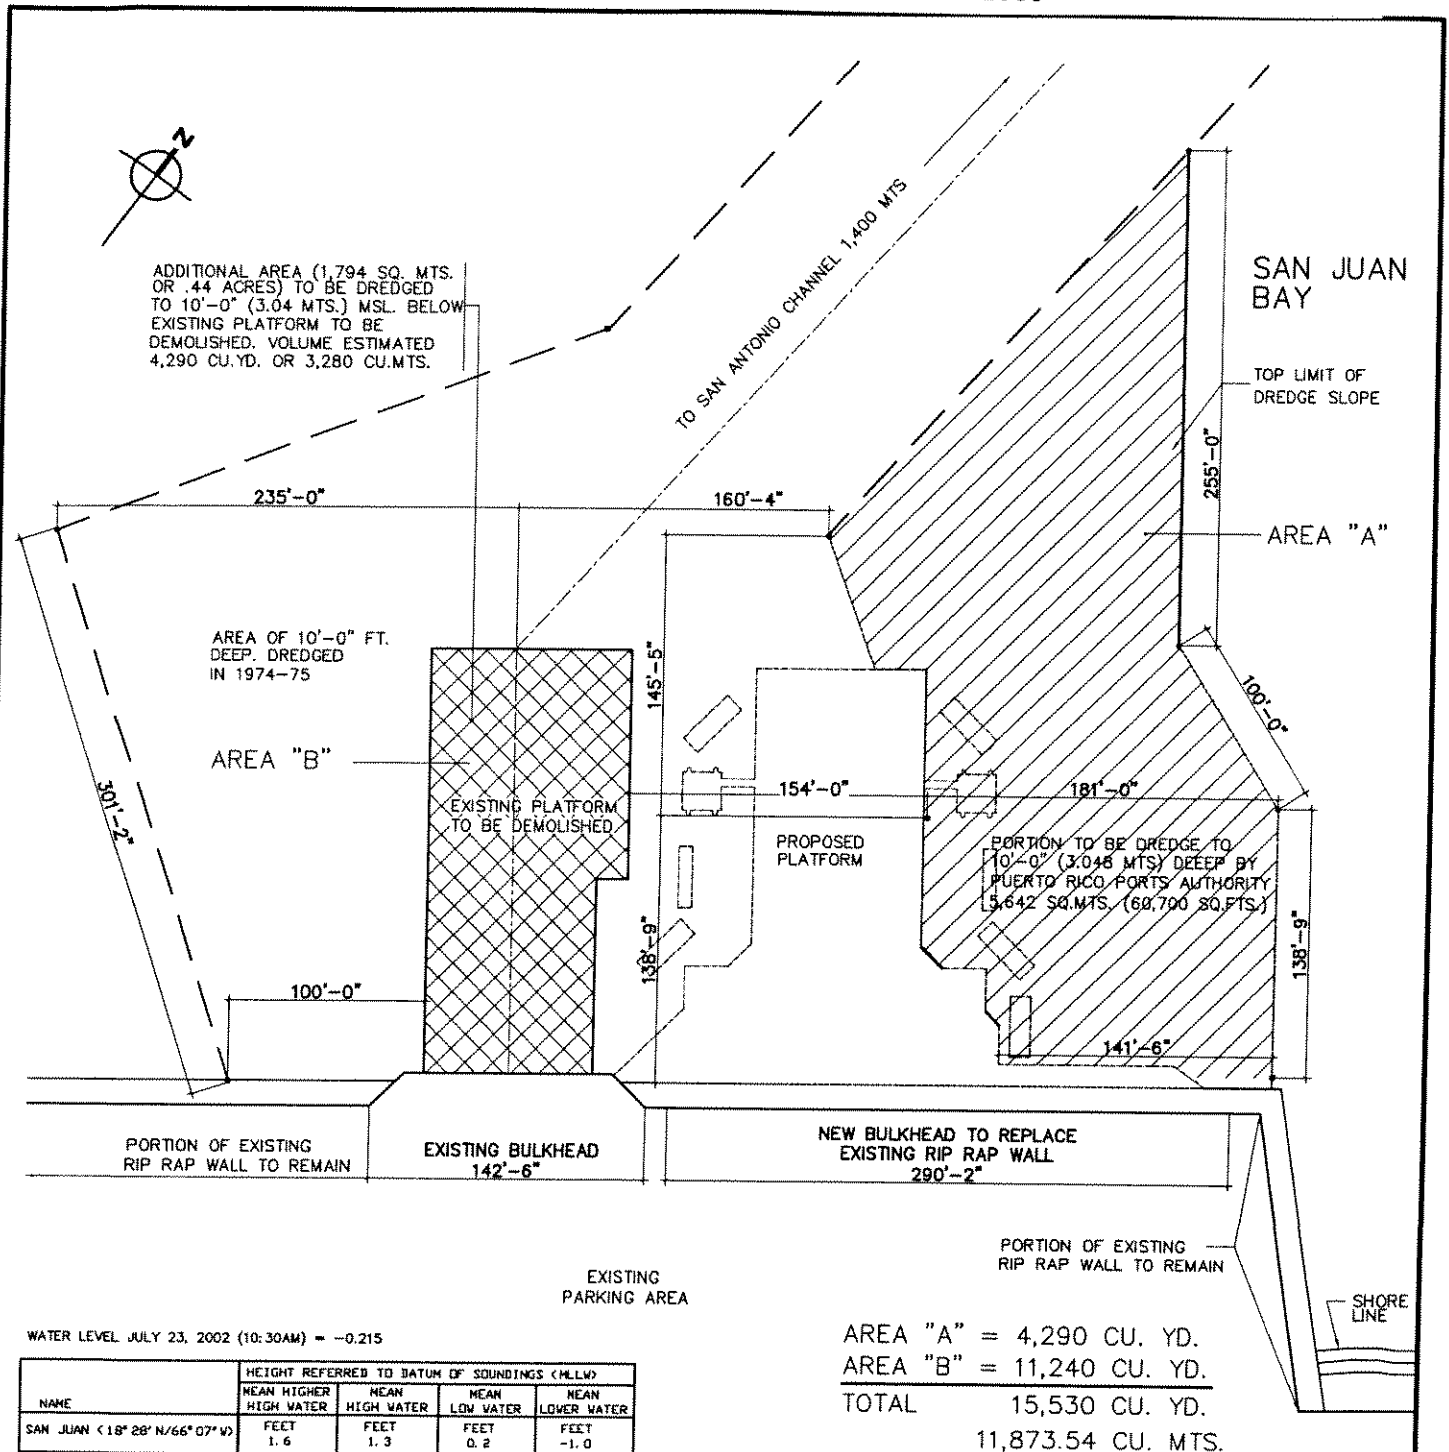 N
ADDITIONAL AREA (1,794 SQ. MTS.
OR .44 ACRES) TO BE DREDGED
TO 10'-0" (3.04 MTS.) MSL. BELOW
EXISTING PLATFORM TO BE
DEMOLISHED. VOLUME ESTIMATED
4,290 CU.YD. OR 3,280 CU.MTS.
TO SAN ANTONIO CHANNEL 1,400 MTS
SAN JUAN
BAY
TOP LIMIT OF
DREDGE SLOPE
255'-0"
235'-0"
160'-4"
AREA "A"
AREA OF 10'-0" FT.
DEEP. DREDGED
IN 1974-75
145'-5"
100'-0"
AREA "B"
301'-2"
EXISTING PLATFORM
TO BE DEMOLISHED
154'-0"
181'-0"
PROPOSED
PLATFORM
PORTION TO BE DREDGE TO
10'-0" (3.048 MTS) DEEEP BY
PUERTO RICO PORTS AUTHORITY
5,642 SQ.MTS. (60,700 SQ.FTS.)
138'-9"
138'-9"
100'-0"
141'-6"
PORTION OF EXISTING
RIP RAP WALL TO REMAIN
EXISTING BULKHEAD
142'-6"
NEW BULKHEAD TO REPLACE
EXISTING RIP RAP WALL
290'-2"
PORTION OF EXISTING
RIP RAP WALL TO REMAIN
EXISTING
PARKING AREA
SHORE
LINE
WATER LEVEL JULY 23, 2002 (10:30AM) = -0.215
HEIGHT REFERRED TO DATUM OF SOUNDINGS (MLLW)
NAME
MEAN HIGHER
HIGH WATER
MEAN
HIGH WATER
MEAN
LOW WATER
MEAN
LOWER WATER
SAN JUAN (18° 28' N/66° 07' W)
FEET
1.6
FEET
1.3
FEET
0.2
FEET
-1.0
AREA "A" = 4,290 CU. YD.
AREA "B" = 11,240 CU. YD.
TOTAL 15,530 CU. YD.
11,873.54 CU. MTS.